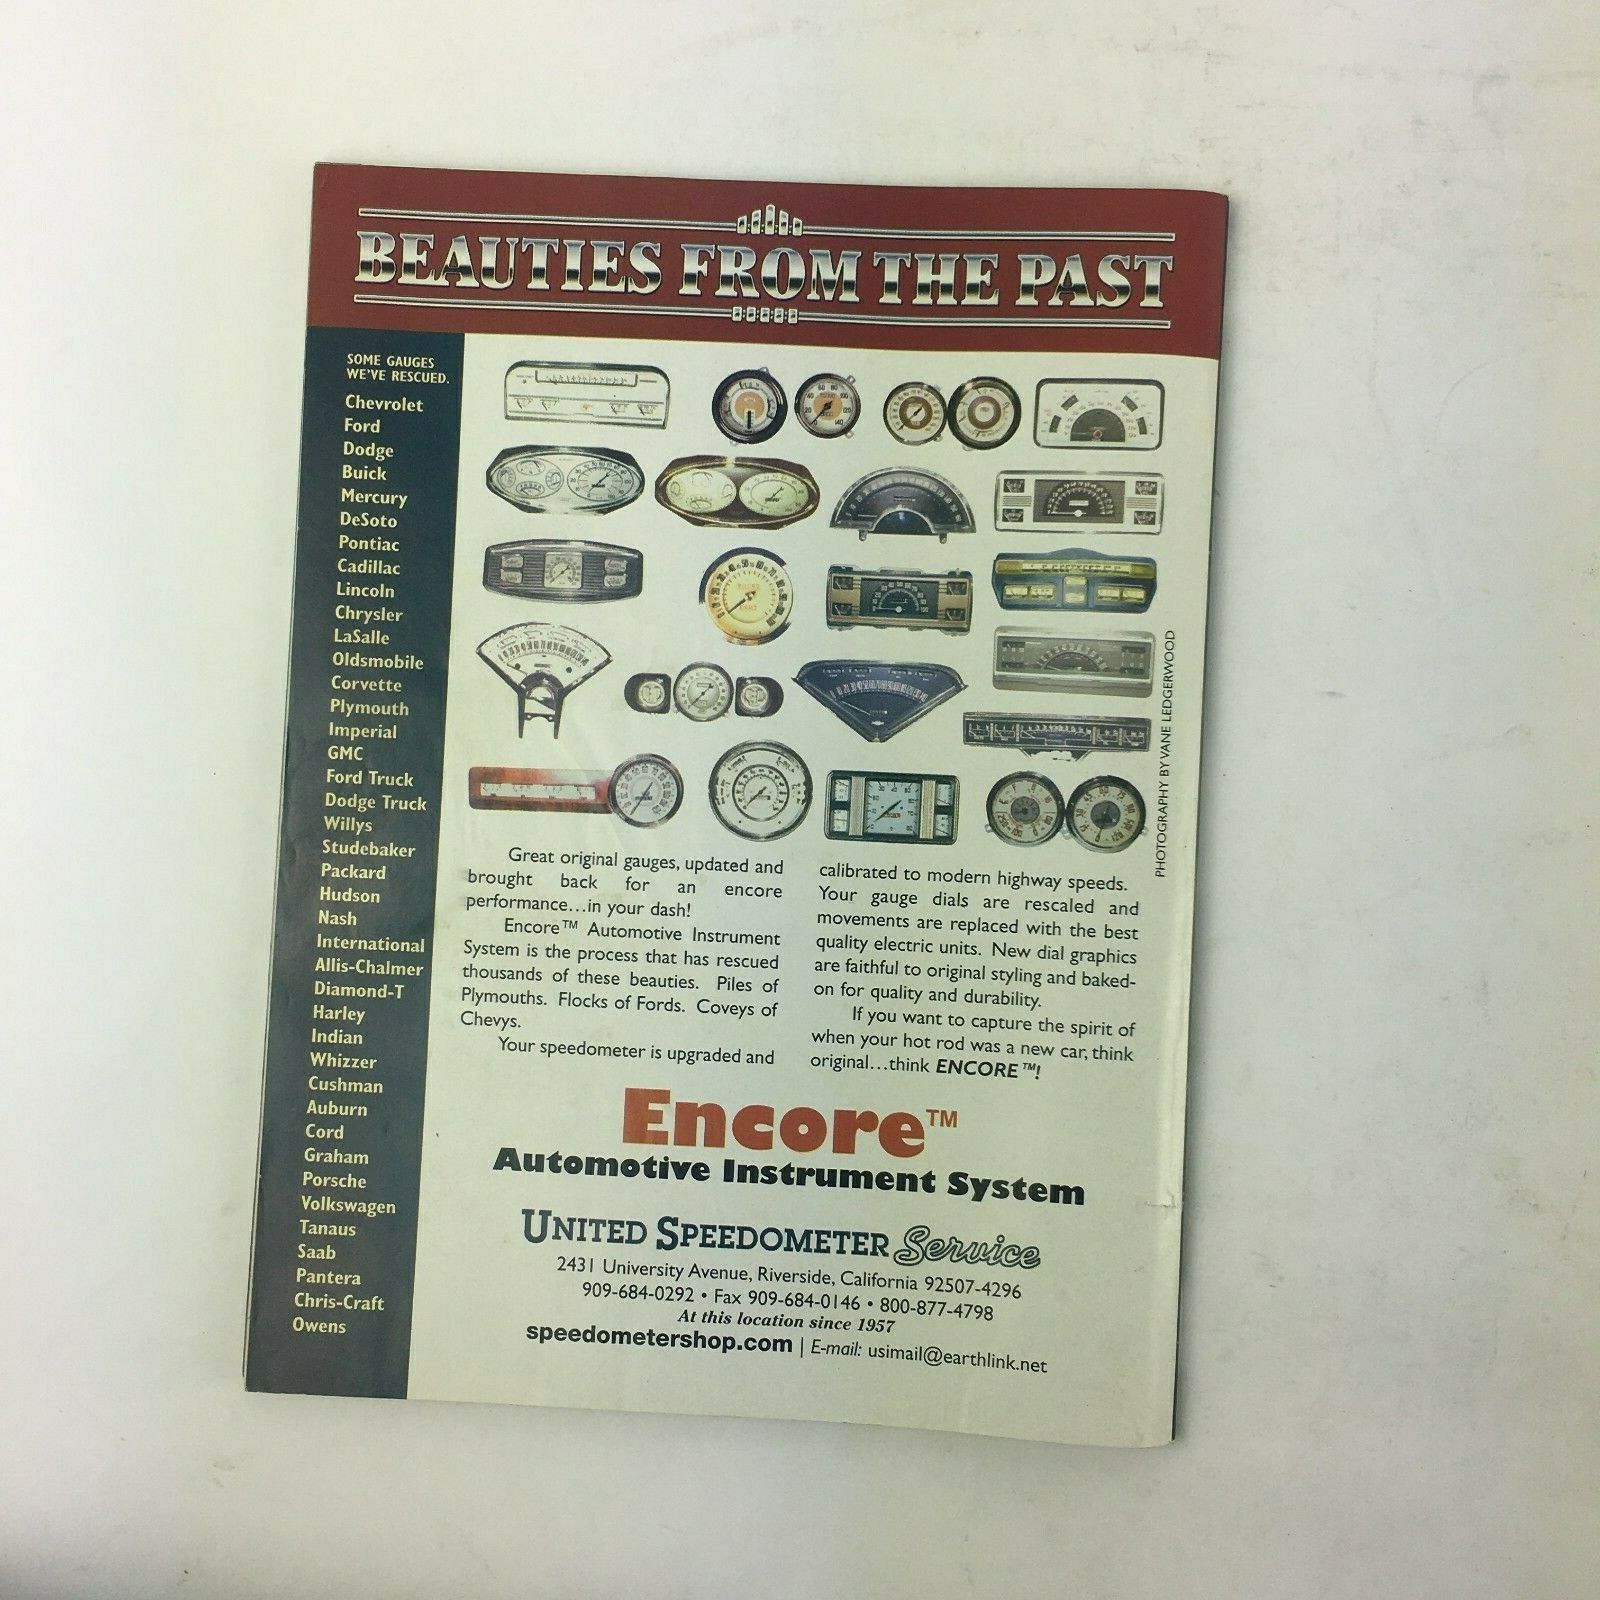 BEAUTIES FROM THE PAST
SOME GAUGES
WE'VE RESCUED.
Chevrolet
Ford
Dodge
Buick
Mercury
DeSoto
Pontiac
Cadillac
Lincoln
Chrysler
LaSalle
Oldsmobile
Corvette
Plymouth
Imperial
GMC
Ford Truck
Dodge Truck
Willys
Studebaker
Packard
Hudson
Nash
International
Allis-Chalmer
Diamond-T
Harley
Indian
Whizzer
Cushman
Auburn
Cord
Graham
Porsche
Volkswagen
Tanaus
Saab
Pantera
Chris-Craft
Owens
PHOTOGRAPHY BY VANE LEDGERWOOD
Great original gauges, updated and
brought back for an encore
performance...in your dash!
Encore™ Automotive Instrument
System is the process that has rescued
thousands of these beauties. Piles of
Plymouths. Flocks of Fords. Coveys of
Chevys.
Your speedometer is upgraded and
calibrated to modern highway speeds.
Your gauge dials are rescaled and
movements are replaced with the best
quality electric units. New dial graphics
are faithful to original styling and baked-
on for quality and durability.
If you want to capture the spirit of
when your hot rod was a new car, think
original...think ENCORE™!
Encore™
Automotive Instrument System
UNITED SPEEDOMETER Service
2431 University Avenue, Riverside, California 92507-4296
909-684-0292 • Fax 909-684-0146 • 800-877-4798
At this location since 1957
speedometershop.com | E-mail: usimail@earthlink.net